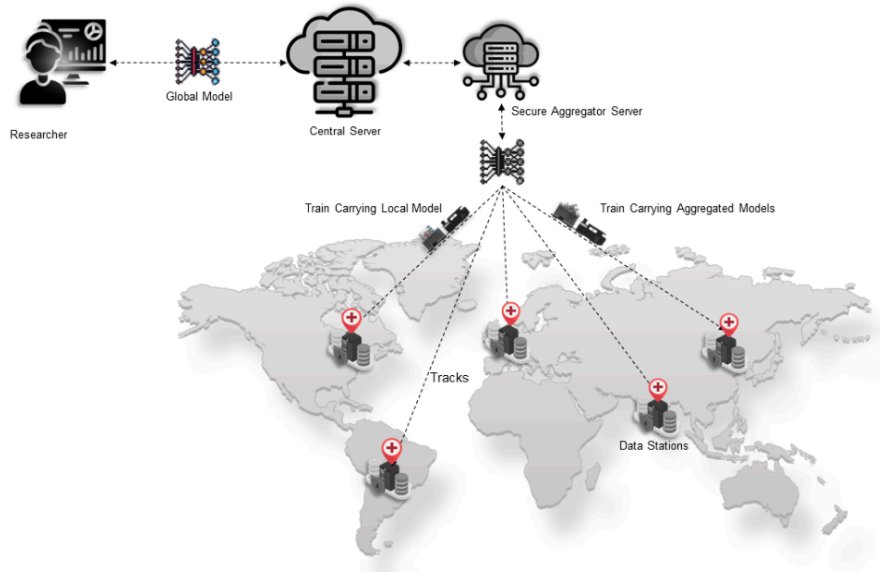 Global Model
Researcher
Central Server
Secure Aggregator Server
Train Carrying Local Model
Train Carrying Aggregated Models
Tracks
Data Stations